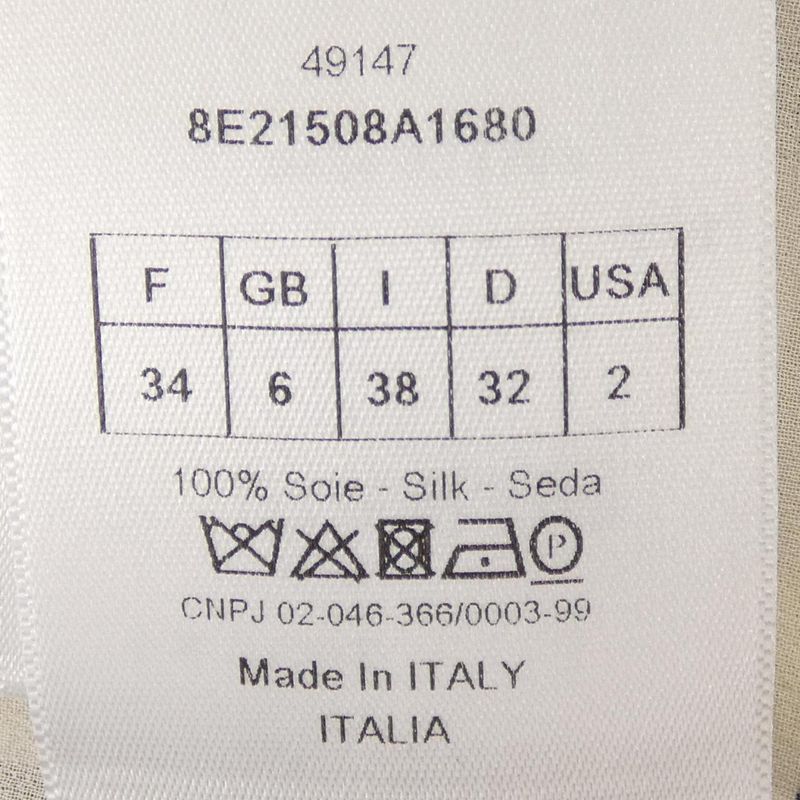 49147
8E21508A1680
F GB I D USA
34 6 38 32 2
100% Soie - Silk - Seda
P
CNPJ 02-046-366/0003-99
Made In ITALY
ITALIA